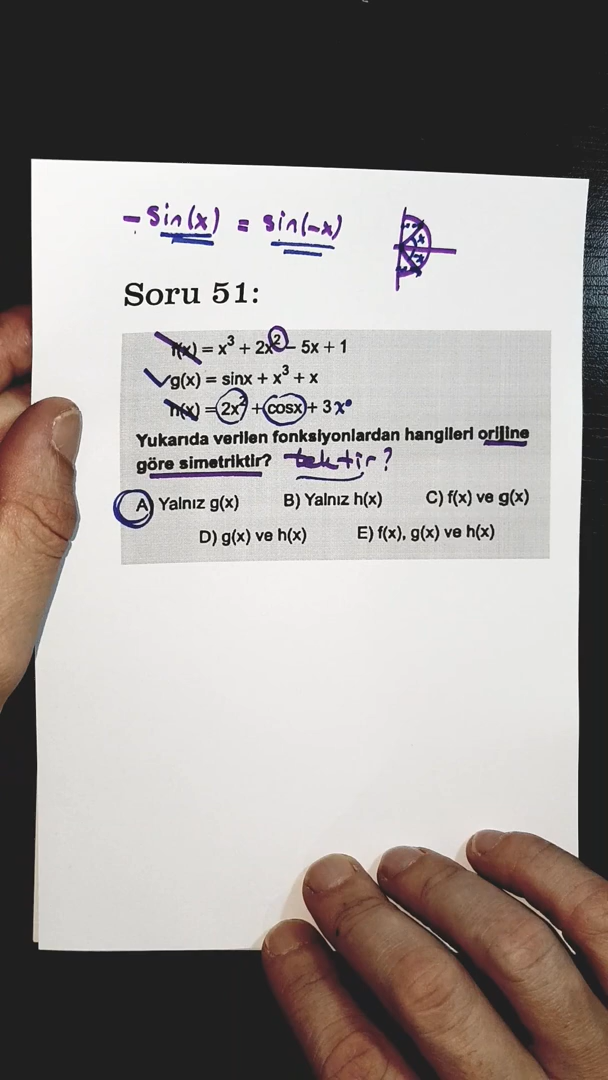 -sin(x) = sin(-x)
Soru 51:
f(x) = x³ + 2x² - 5x + 1
g(x) = sinx + x³ + x
h(x) = 2x² + cosx + 3x⁰
Yukarıda verilen fonksiyonlardan hangileri orijine
göre simetriktir? tektir?
A) Yalnız g(x) B) Yalnız h(x) C) f(x) ve g(x)
D) g(x) ve h(x) E) f(x), g(x) ve h(x)